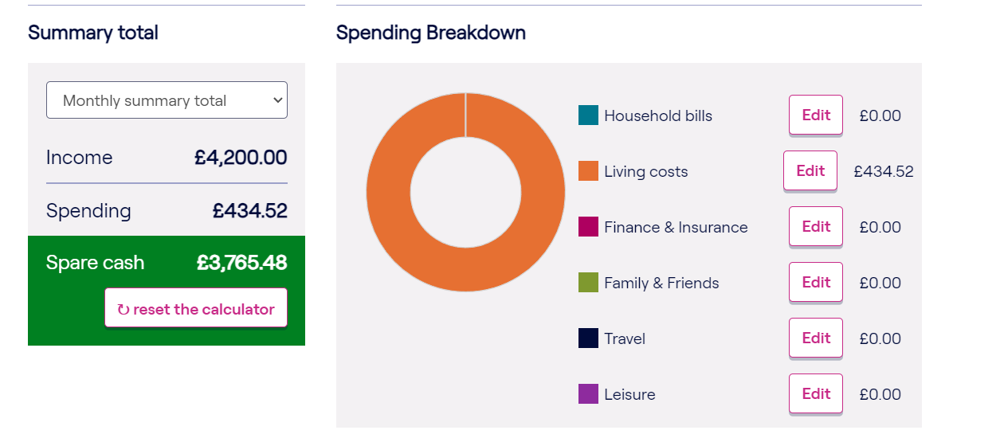 Summary total
Monthly summary total
Income £4,200.00
Spending £434.52
Spare cash £3,765.48
↻ reset the calculator
Spending Breakdown
Household bills Edit £0.00
Living costs Edit £434.52
Finance & Insurance Edit £0.00
Family & Friends Edit £0.00
Travel Edit £0.00
Leisure Edit £0.00